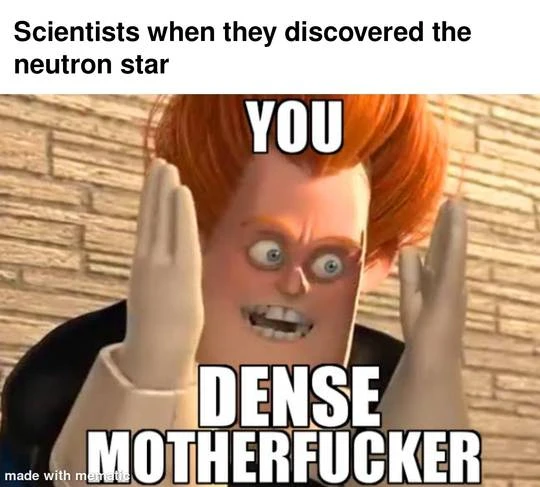 Scientists when they discovered the
neutron star
YOU
DENSE
MOTHERFUCKER
made with mematic